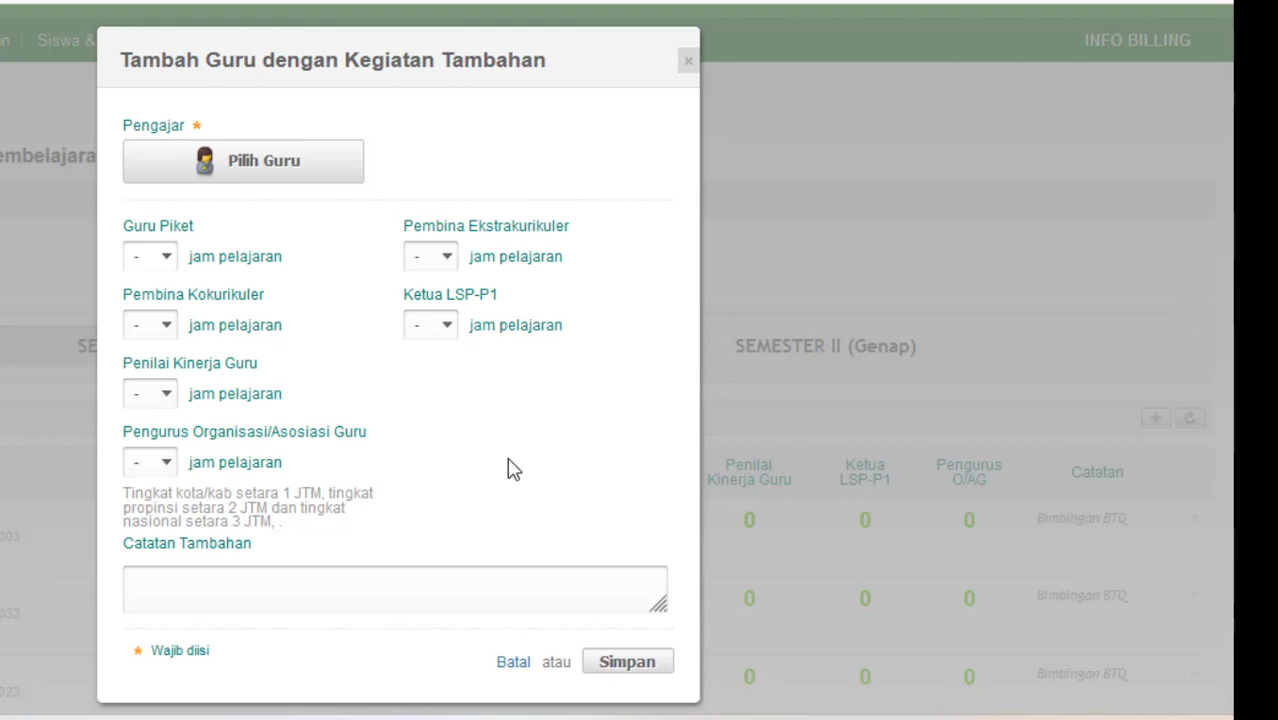 n | Siswa &
INFO BILLING
Tambah Guru dengan Kegiatan Tambahan
×
embelajara
Pengajar *
Pilih Guru
Guru Piket
- jam pelajaran
Pembina Ekstrakurikuler
- jam pelajaran
Pembina Kokurikuler
- jam pelajaran
Ketua LSP-P1
- jam pelajaran
Penilai Kinerja Guru
- jam pelajaran
Pengurus Organisasi/Asosiasi Guru
- jam pelajaran
Tingkat kota/kab setara 1 JTM, tingkat
propinsi setara 2 JTM dan tingkat
nasional setara 3 JTM, .
Catatan Tambahan
* Wajib diisi
Batal atau Simpan
SE
SEMESTER II (Genap)
+
Penilai
Kinerja Guru
Ketua
LSP-P1
Pengurus
O/AG
Catatan
003
0 0 0 Bimbingan BTQ
032
0 0 0 Bimbingan BTQ
023
0 0 0 Bimbingan BTQ